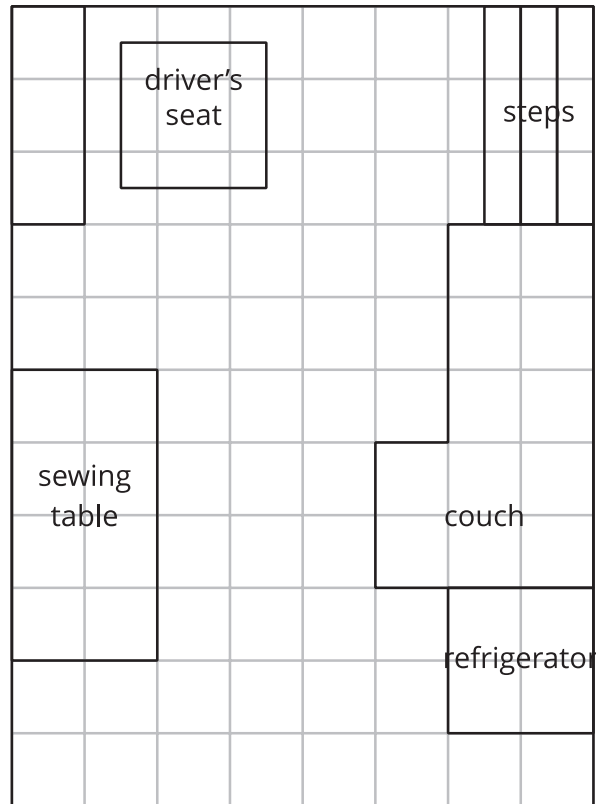 driver's
seat
steps
sewing
table
couch
refrigerator